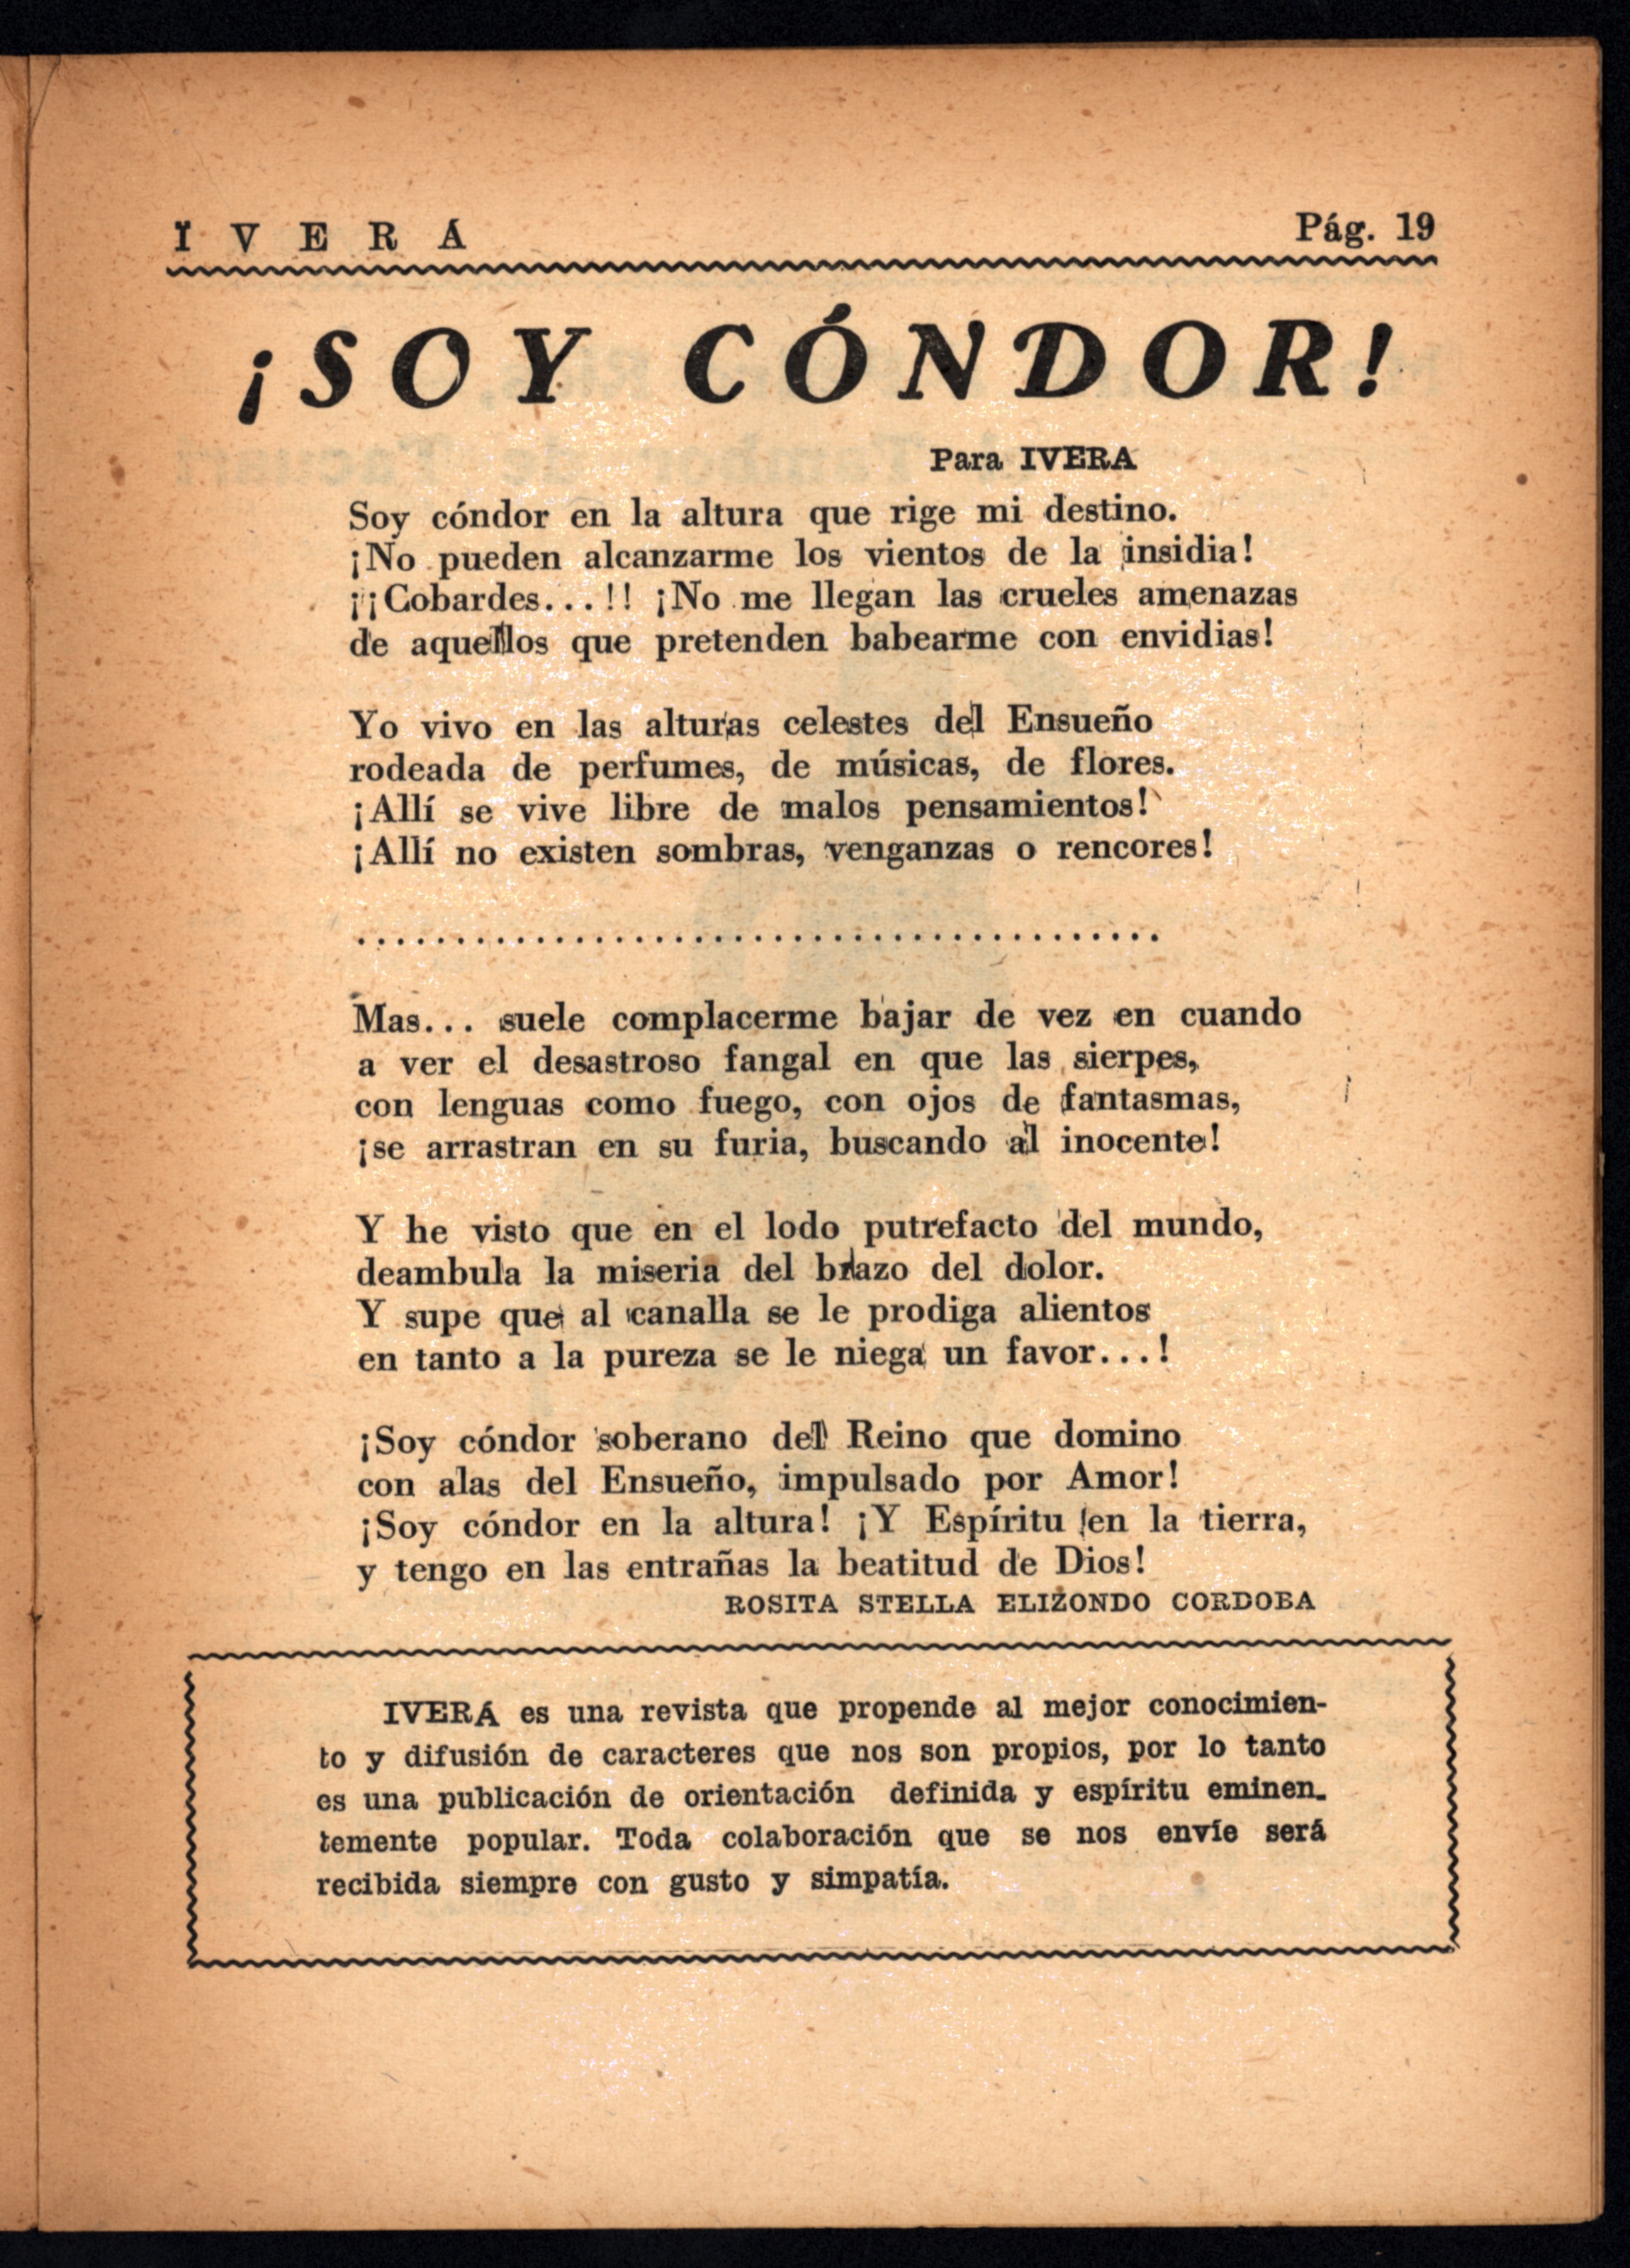 IVERÁ Pág. 19
¡SOY CÓNDOR!
Para IVERA
Soy cóndor en la altura que rige mi destino.
¡No pueden alcanzarme los vientos de la insidia!
¡¡Cobardes...!! ¡No me llegan las crueles amenazas
de aquellos que pretenden babearme con envidias!
Yo vivo en las alturas celestes del Ensueño
rodeada de perfumes, de músicas, de flores.
¡Allí se vive libre de malos pensamientos!
¡Allí no existen sombras, venganzas o rencores!
.........................................
Mas... suele complacerme bajar de vez en cuando
a ver el desastroso fangal en que las sierpes,
con lenguas como fuego, con ojos de fantasmas,
¡se arrastran en su furia, buscando al inocente!
Y he visto que en el lodo putrefacto del mundo,
deambula la miseria del brazo del dolor.
Y supe que al canalla se le prodiga alientos
en tanto a la pureza se le niega un favor...!
¡Soy cóndor soberano del Reino que domino
con alas del Ensueño, impulsado por Amor!
¡Soy cóndor en la altura! ¡Y Espíritu en la tierra,
y tengo en las entrañas la beatitud de Dios!
ROSITA STELLA ELIZONDO CORDOBA
IVERÁ es una revista que propende al mejor conocimien-
to y difusión de caracteres que nos son propios, por lo tanto
es una publicación de orientación definida y espíritu eminen-
temente popular. Toda colaboración que se nos envíe será
recibida siempre con gusto y simpatía.